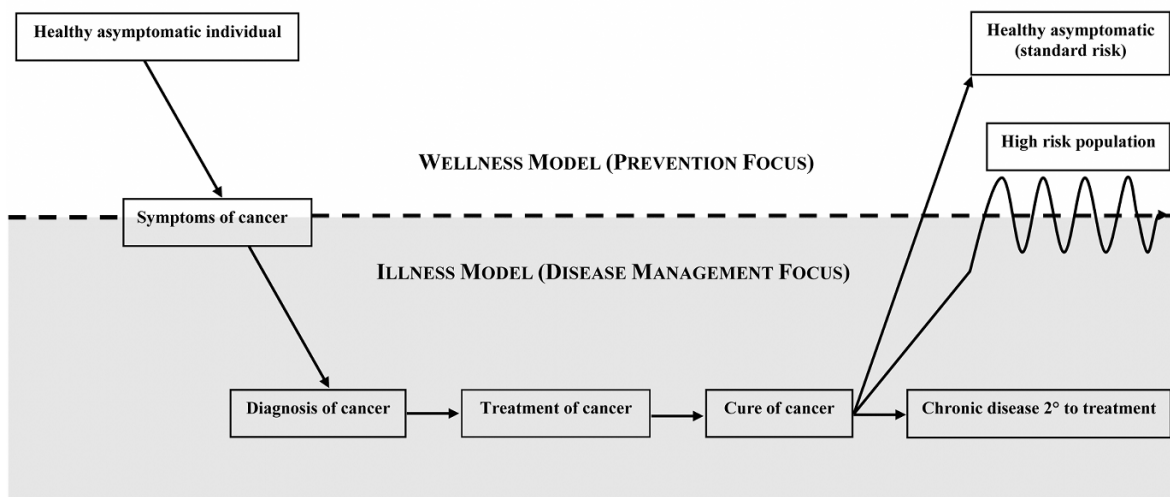 Healthy asymptomatic individual
Healthy asymptomatic
(standard risk)
High risk population
WELLNESS MODEL (PREVENTION FOCUS)
Symptoms of cancer
ILLNESS MODEL (DISEASE MANAGEMENT FOCUS)
Diagnosis of cancer
Treatment of cancer
Cure of cancer
Chronic disease 2° to treatment